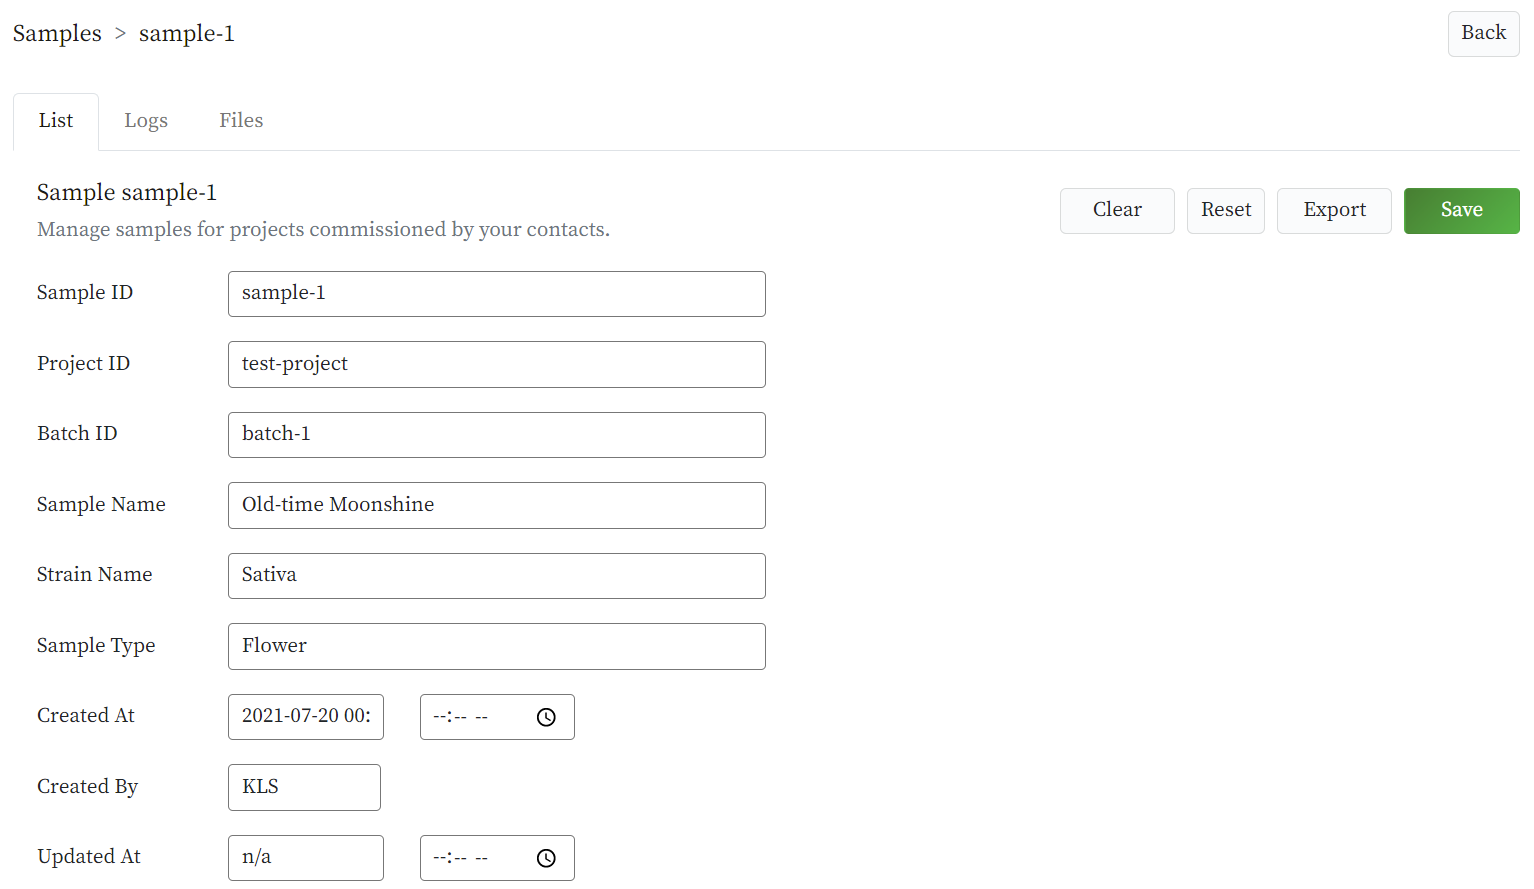 Samples > sample-1
Back
List Logs Files
Sample sample-1
Manage samples for projects commissioned by your contacts.
Clear Reset Export Save
Sample ID sample-1
Project ID test-project
Batch ID batch-1
Sample Name Old-time Moonshine
Strain Name Sativa
Sample Type Flower
Created At 2021-07-20 00: --:-- --
Created By KLS
Updated At n/a --:-- --